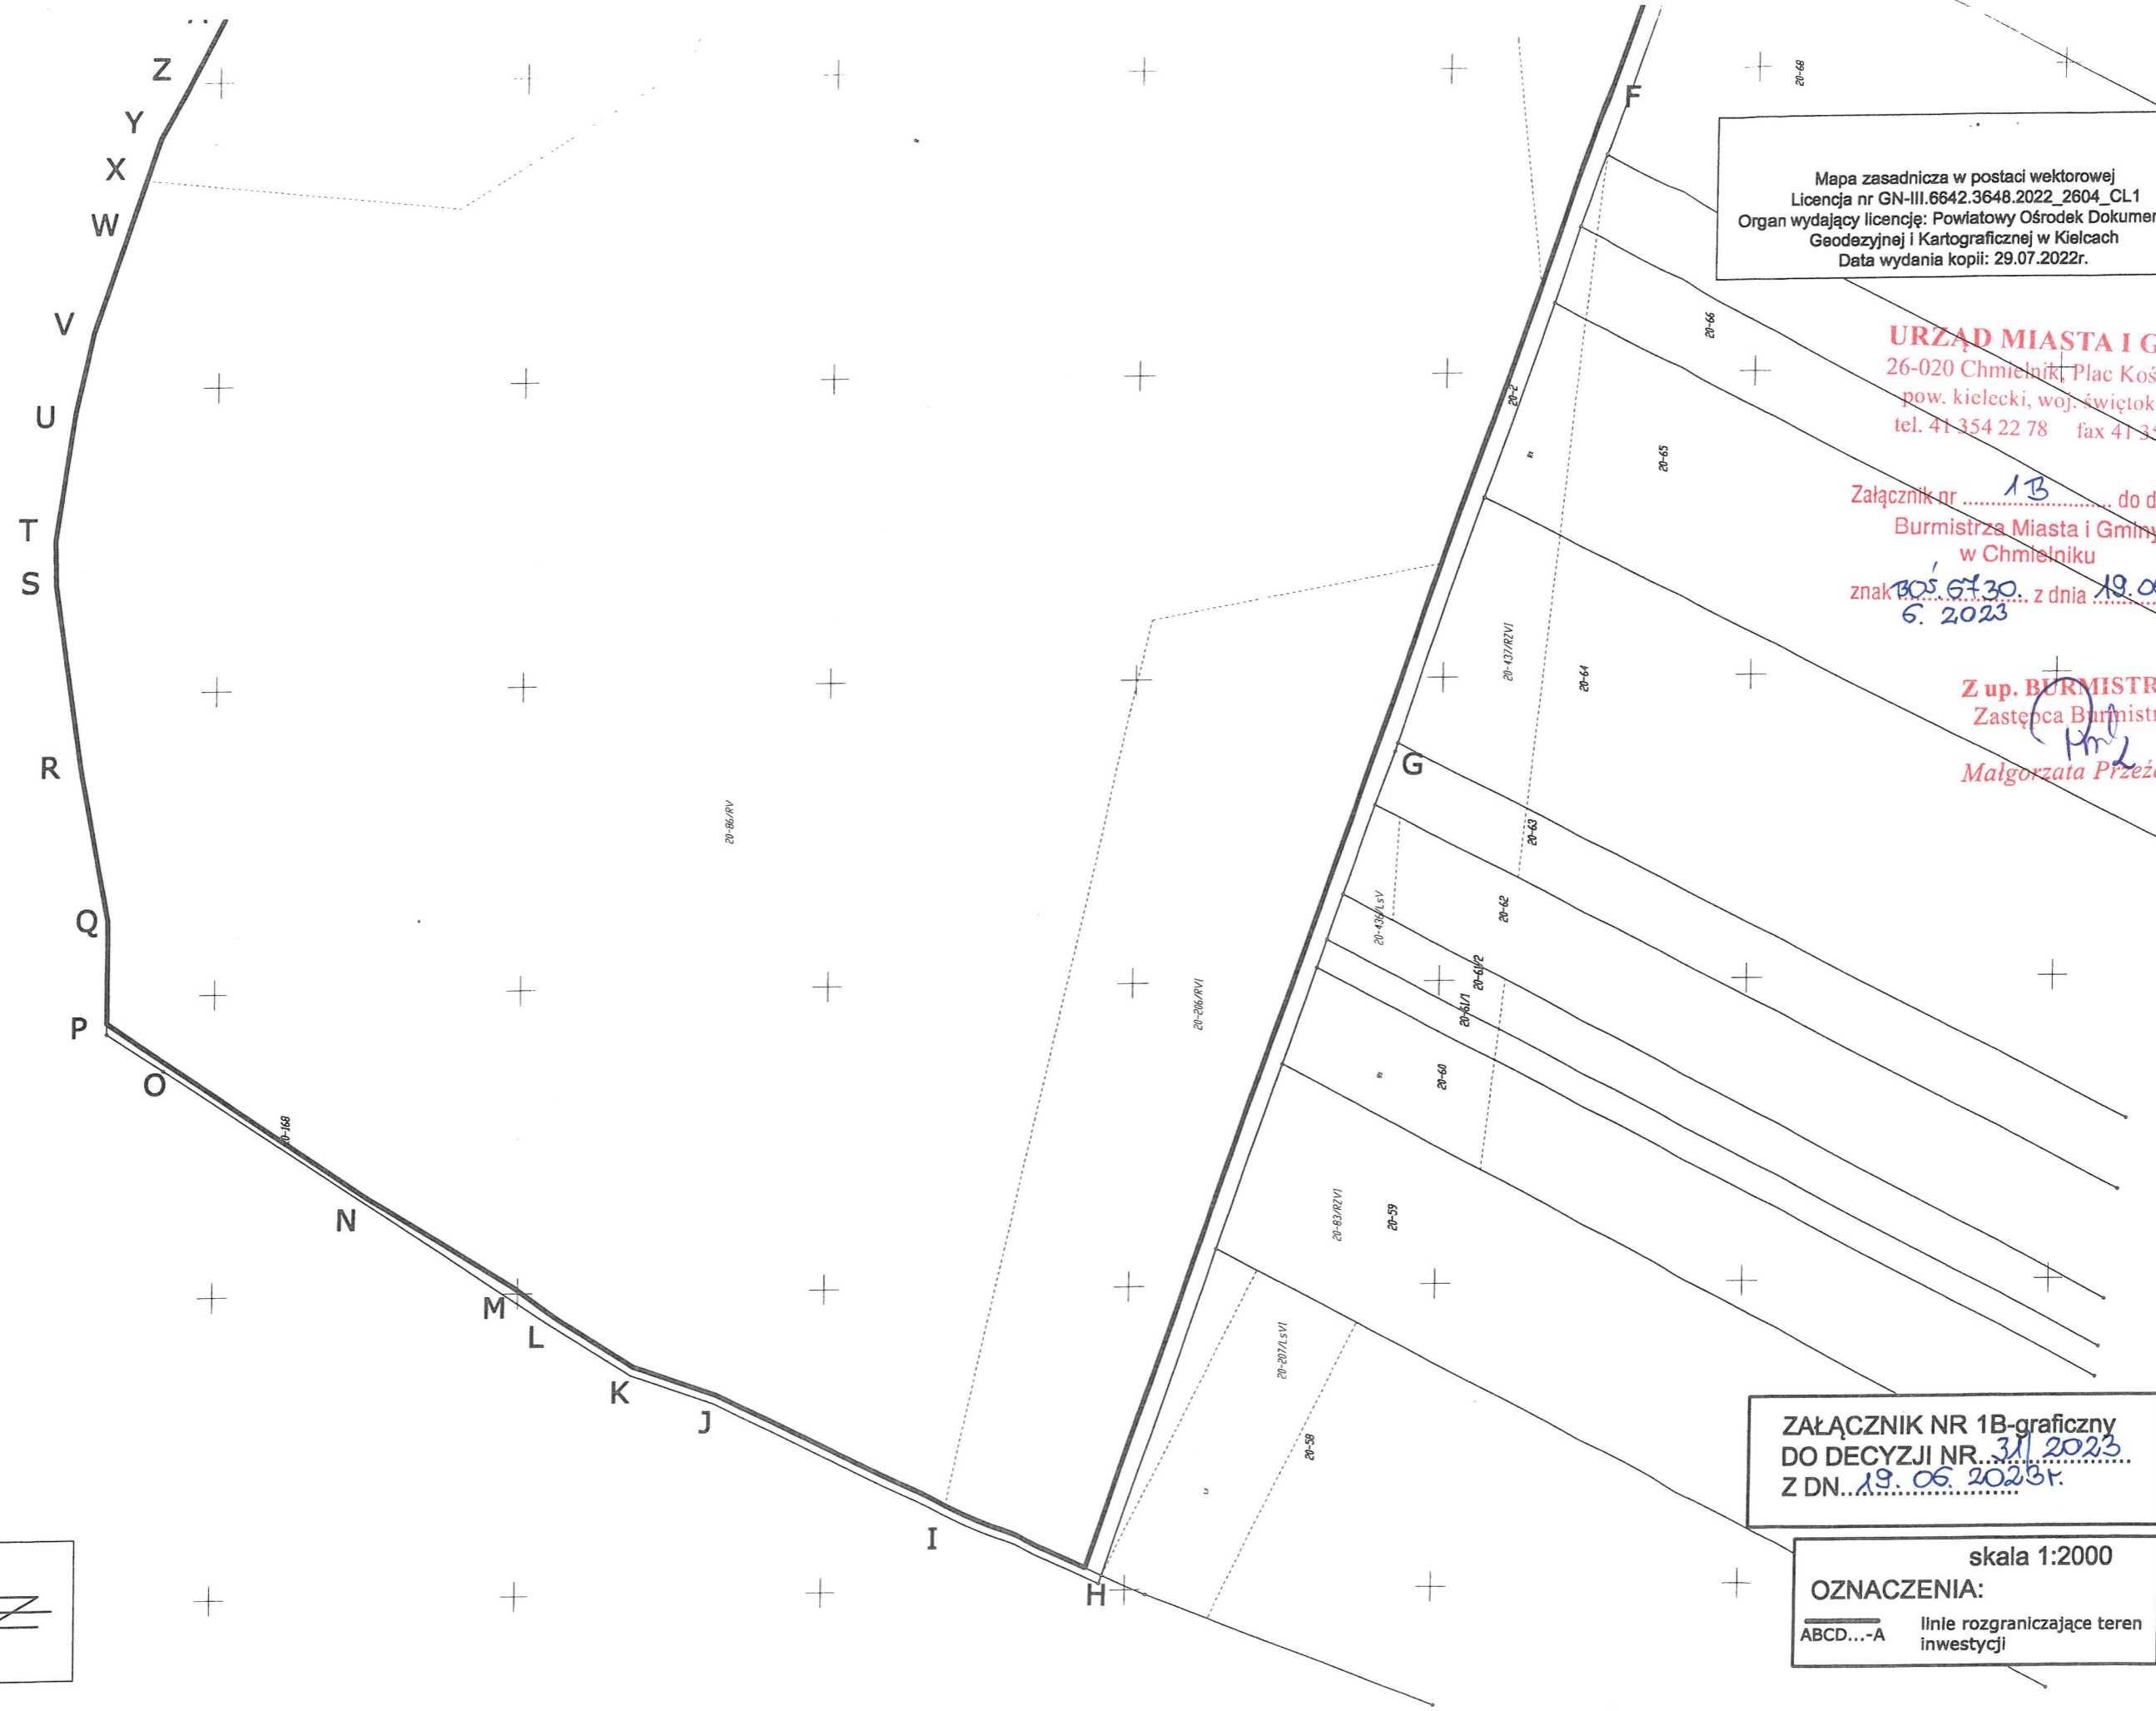 Z
Y
X
W
V
U
T
S
R
Q
P
O
N
M
L
K
J
I
H
G
F
20-68
Mapa zasadnicza w postaci wektorowej
Licencja nr GN-III.6642.3648.2022_2604_CL1
Organ wydający licencję: Powiatowy Ośrodek Dokumen
Geodezyjnej i Kartograficznej w Kielcach
Data wydania kopii: 29.07.2022r.
20-66
20-2
20-65
URZĄD MIASTA I G
26-020 Chmielnik, Plac Koś
pow. kielecki, woj. świętok
tel. 41 354 22 78 fax 41 35
Załącznik nr 1B do d
Burmistrza Miasta i Gminy
w Chmielniku
znak BOŚ.6730. z dnia 19.0
6. 2023
Z up. BURMISTR
Zastępca Burmistr
Małgorzata Przeź
20-437/RZVI
20-64
20-63
20-62
20-436/LsV
20-61/2
20-61/1
20-60
20-86/RV
20-206/RVI
20-168
20-83/RZVI
20-59
20-207/LsVI
20-58
Ls
ZAŁĄCZNIK NR 1B-graficzny
DO DECYZJI NR...31/2023
Z DN...19.06.2023r.
skala 1:2000
OZNACZENIA:
ABCD...-A linie rozgraniczające teren
inwestycji